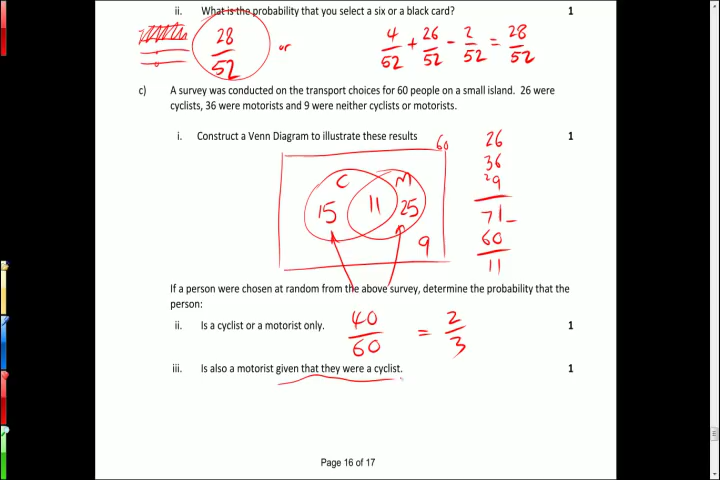 ii. What is the probability that you select a six or a black card? 1
28/52 or 4/52 + 26/52 - 2/52 = 28/52
c) A survey was conducted on the transport choices for 60 people on a small island. 26 were
cyclists, 36 were motorists and 9 were neither cyclists or motorists.
i. Construct a Venn Diagram to illustrate these results 1
60
26
36
9
71 -
60
11
C M
15 11 25
9
If a person were chosen at random from the above survey, determine the probability that the
person:
ii. Is a cyclist or a motorist only. 40/60 = 2/3 1
iii. Is also a motorist given that they were a cyclist. 1
Page 16 of 17